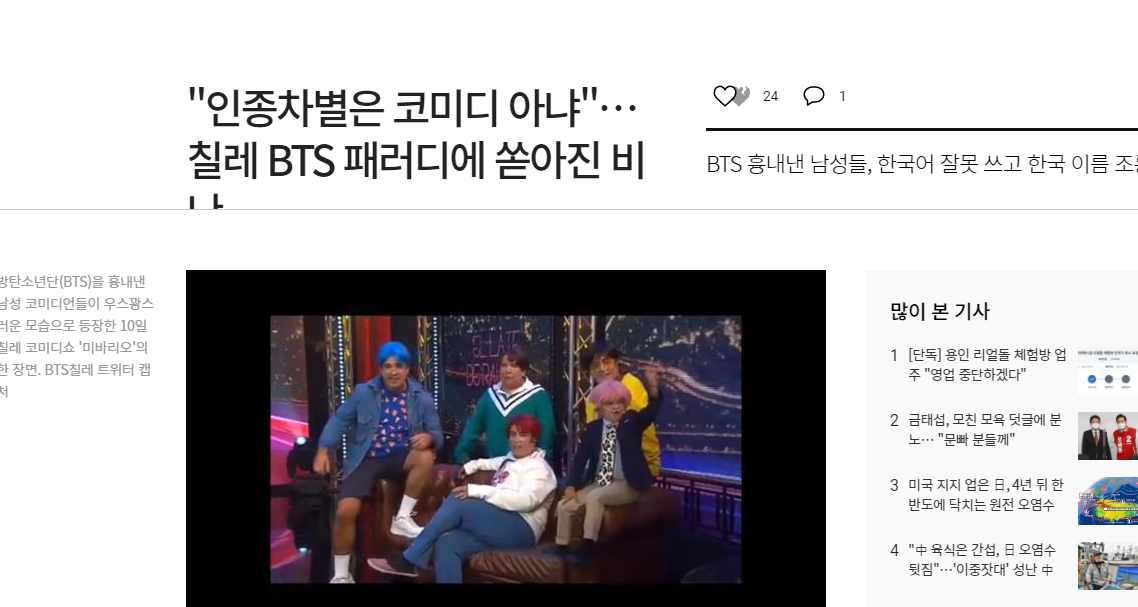 "인종차별은 코미디 아냐"…
칠레 BTS 패러디에 쏟아진 비
24
1
BTS 흉내낸 남성들, 한국어 잘못 쓰고 한국 이름 조롱
방탄소년단(BTS)을 흉내낸
남성 코미디언들이 우스꽝스
러운 모습으로 등장한 10일
칠레 코미디쇼 '미바리오'의
한 장면. BTS칠레 트위터 캡
처
많이 본 기사
1 [단독] 용인 리얼돌 체험방 업
주 "영업 중단하겠다"
2 금태섭, 모친 모욕 덧글에 분
노… "문빠 분들께"
3 미국 지지 업은 日, 4년 뒤 한
반도에 닥치는 원전 오염수
4 "中 육식은 간섭, 日 오염수
뒷짐"…'이중잣대' 성난 中